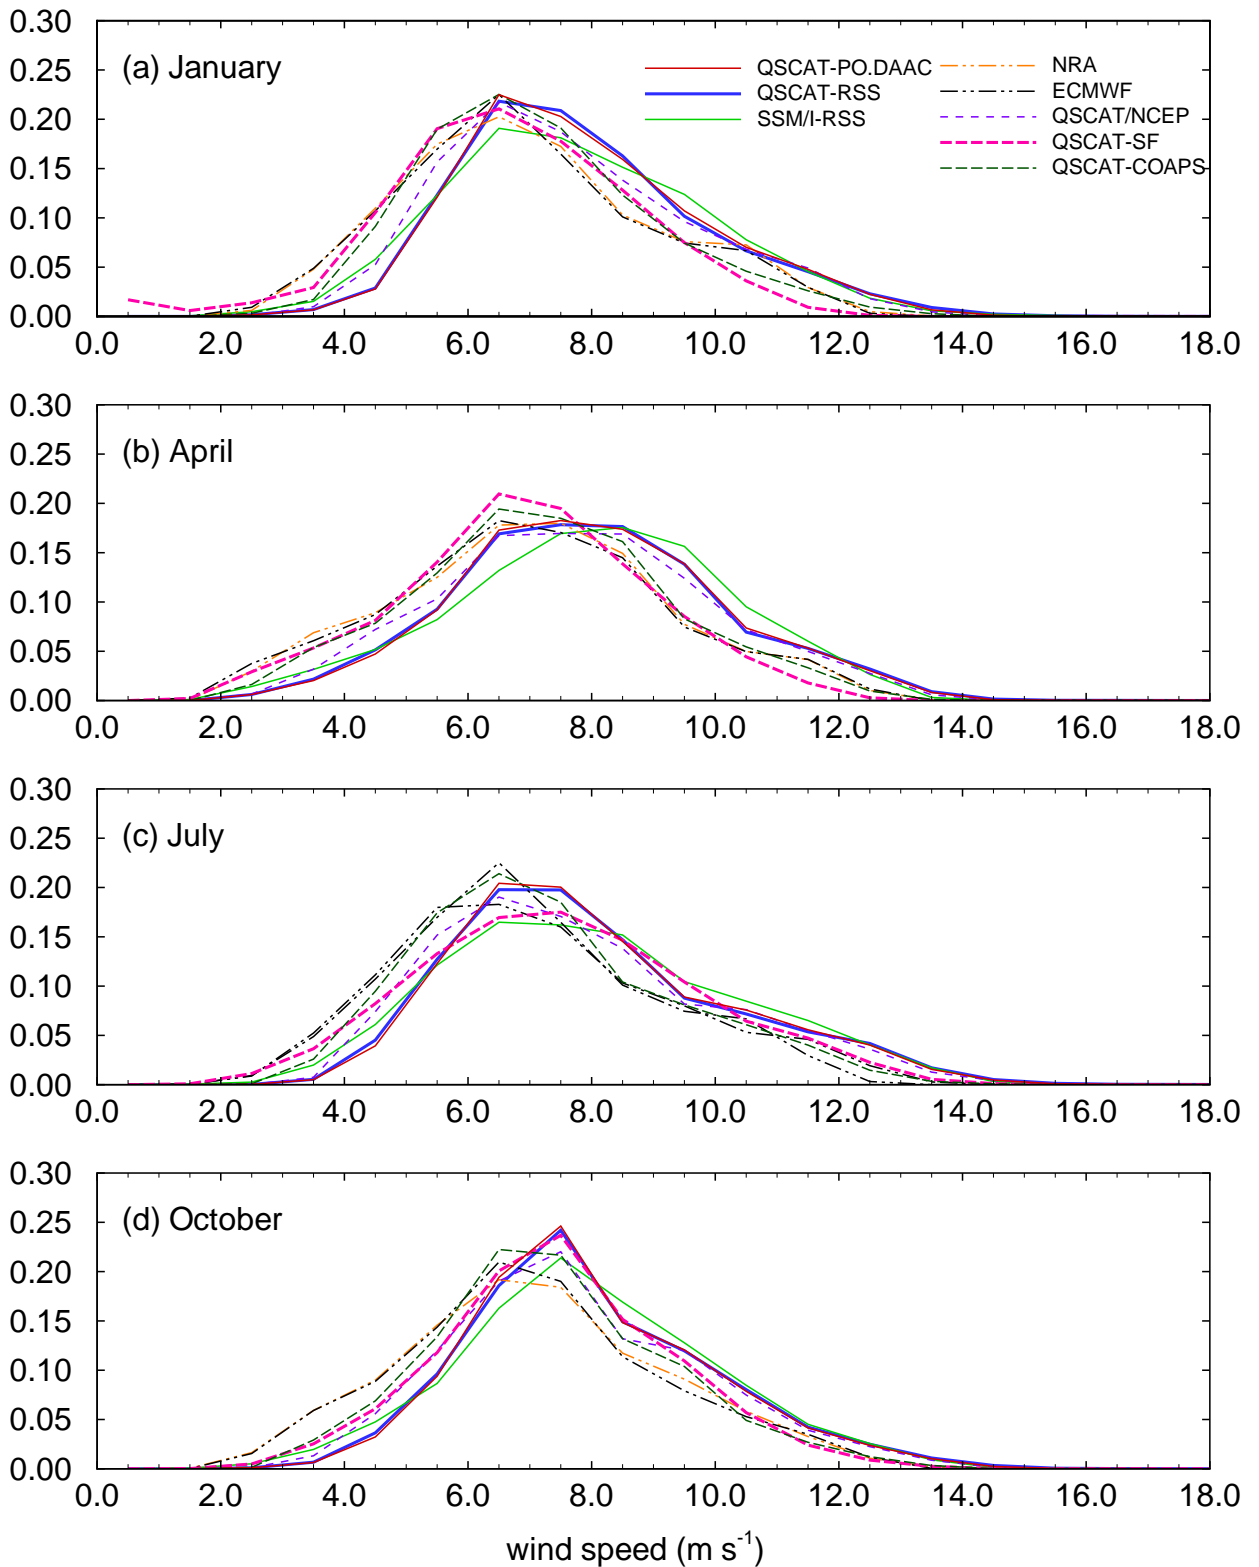 0.30
(a) January
QSCAT-PO.DAAC
NRA
0.25
QSCAT-RSS
ECMWF
SSM/I-RSS
QSCAT/NCEP
0.20
QSCAT-SF
QSCAT-COAPS
0.15
0.10
0.05
0.00
0.0 2.0 4.0 6.0 8.0 10.0 12.0 14.0 16.0 18.0
0.30
(b) April
0.25
0.20
0.15
0.10
0.05
0.00
0.0 2.0 4.0 6.0 8.0 10.0 12.0 14.0 16.0 18.0
0.30
(c) July
0.25
0.20
0.15
0.10
0.05
0.00
0.0 2.0 4.0 6.0 8.0 10.0 12.0 14.0 16.0 18.0
0.30
(d) October
0.25
0.20
0.15
0.10
0.05
0.00
0.0 2.0 4.0 6.0 8.0 10.0 12.0 14.0 16.0 18.0
wind speed (m s⁻¹)